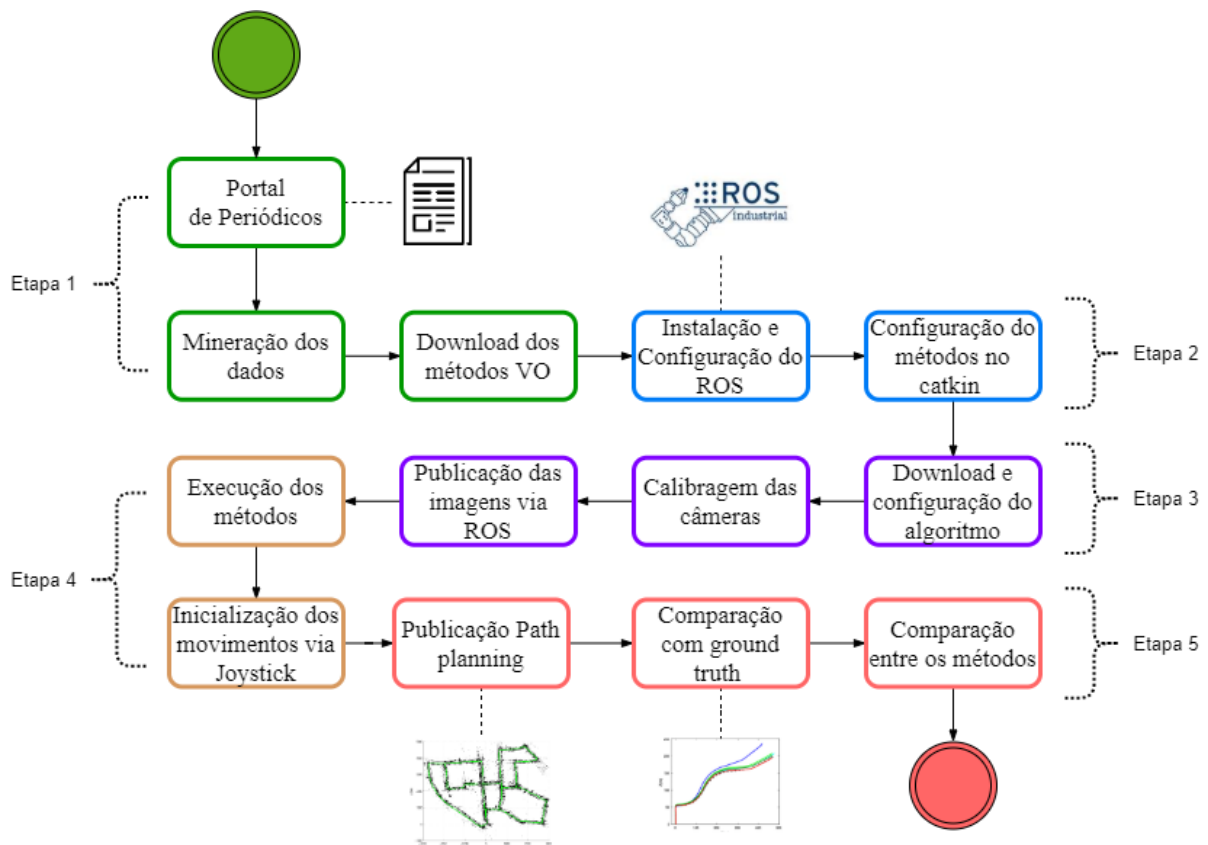 Portal
de Periódicos
ROS
industrial
Etapa 1
Mineração dos
dados
Download dos
métodos VO
Instalação e
Configuração do
ROS
Configuração do
métodos no
catkin
Etapa 2
Execução dos
métodos
Publicação das
imagens via
ROS
Calibragem das
câmeras
Download e
configuração do
algoritmo
Etapa 3
Etapa 4
Inicialização dos
movimentos via
Joystick
Publicação Path
planning
Comparação
com ground
truth
Comparação
entre os métodos
Etapa 5